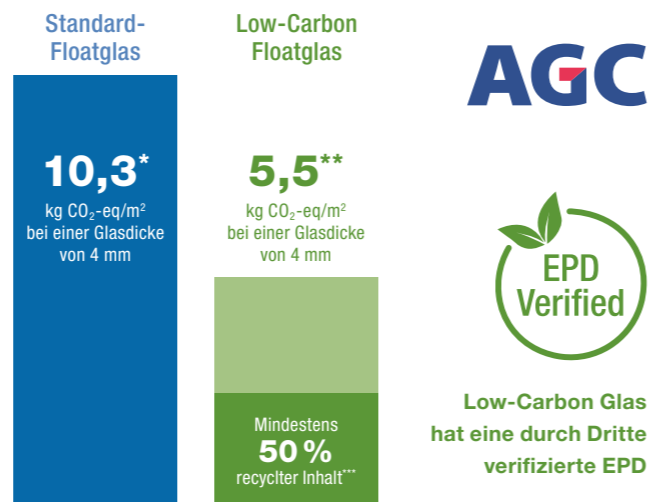 Standard-
Floatglas
10,3*
kg CO₂-eq/m²
bei einer Glasdicke
von 4 mm
Low-Carbon
Floatglas
5,5**
kg CO₂-eq/m²
bei einer Glasdicke
von 4 mm
Mindestens
50 %
recyclter Inhalt***
AGC
EPD
Verified
Low-Carbon Glas
hat eine durch Dritte
verifizierte EPD